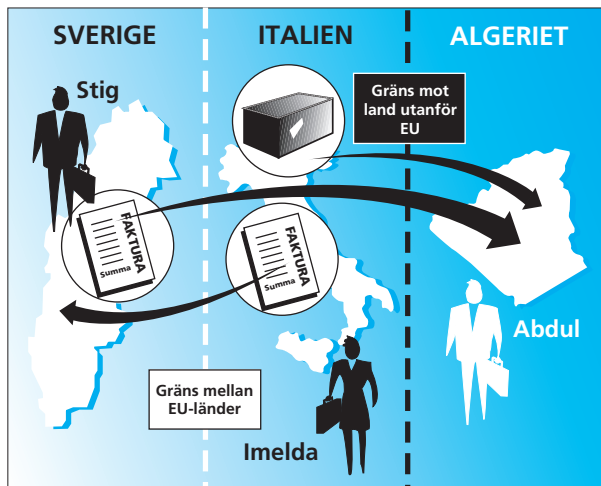 SVERIGE
ITALIEN
ALGERIET
Stig
Gräns mot
land utanför
EU
FAKTURA
Summa
FAKTURA
Summa
Abdul
Gräns mellan
EU-länder
Imelda